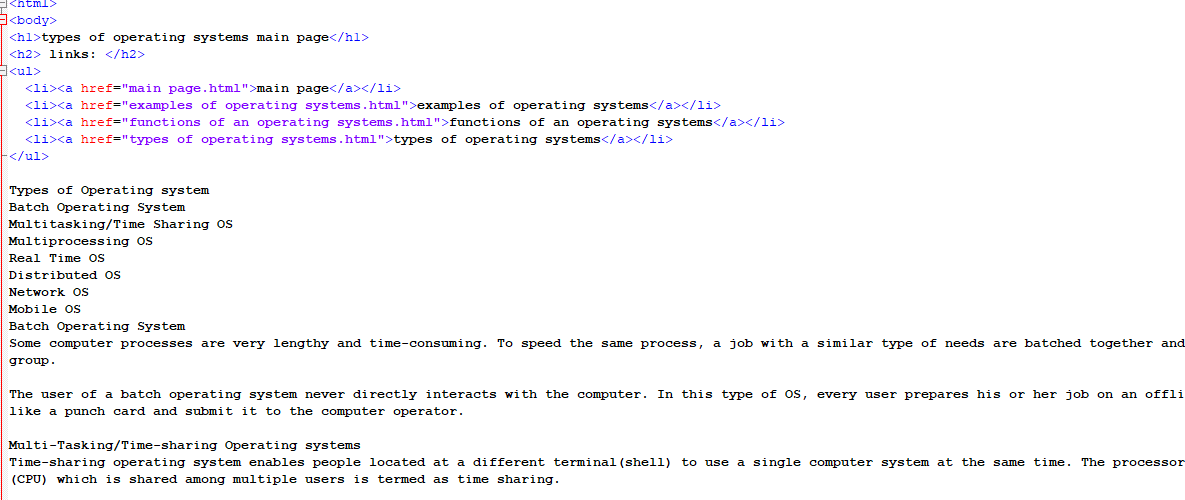 <html>
<body>
<h1>types of operating systems main page</h1>
<h2> links: </h2>
<ul>
<li><a href="main page.html">main page</a></li>
<li><a href="examples of operating systems.html">examples of operating systems</a></li>
<li><a href="functions of an operating systems.html">functions of an operating systems</a></li>
<li><a href="types of operating systems.html">types of operating systems</a></li>
</ul>
Types of Operating system
Batch Operating System
Multitasking/Time Sharing OS
Multiprocessing OS
Real Time OS
Distributed OS
Network OS
Mobile OS
Batch Operating System
Some computer processes are very lengthy and time-consuming. To speed the same process, a job with a similar type of needs are batched together and
group.
The user of a batch operating system never directly interacts with the computer. In this type of OS, every user prepares his or her job on an offli
like a punch card and submit it to the computer operator.
Multi-Tasking/Time-sharing Operating systems
Time-sharing operating system enables people located at a different terminal(shell) to use a single computer system at the same time. The processor
(CPU) which is shared among multiple users is termed as time sharing.